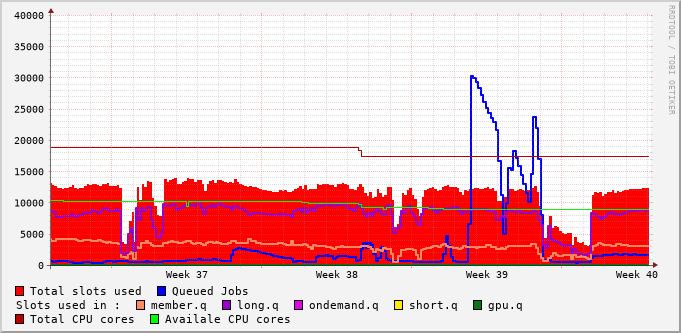 40000
35000
30000
25000
20000
15000
10000
5000
0
Week 37 Week 38 Week 39 Week 40
RRDTOOL / TOBI OETIKER
Total slots used Queued Jobs
Slots used in : member.q long.q ondemand.q short.q gpu.q
Total CPU cores Availale CPU cores